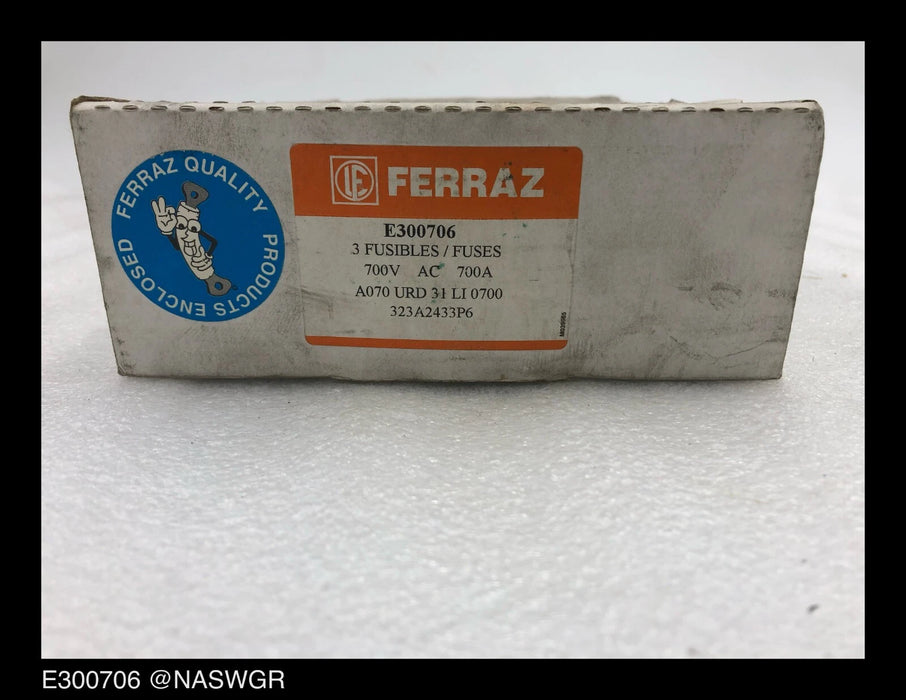 FERRAZ QUALITY
PRODUCTS ENCLOSED
FERRAZ
E300706
3 FUSIBLES / FUSES
700V AC 700A
A070 URD 31 LI 0700
323A2433P6
E300706 @NASWGR